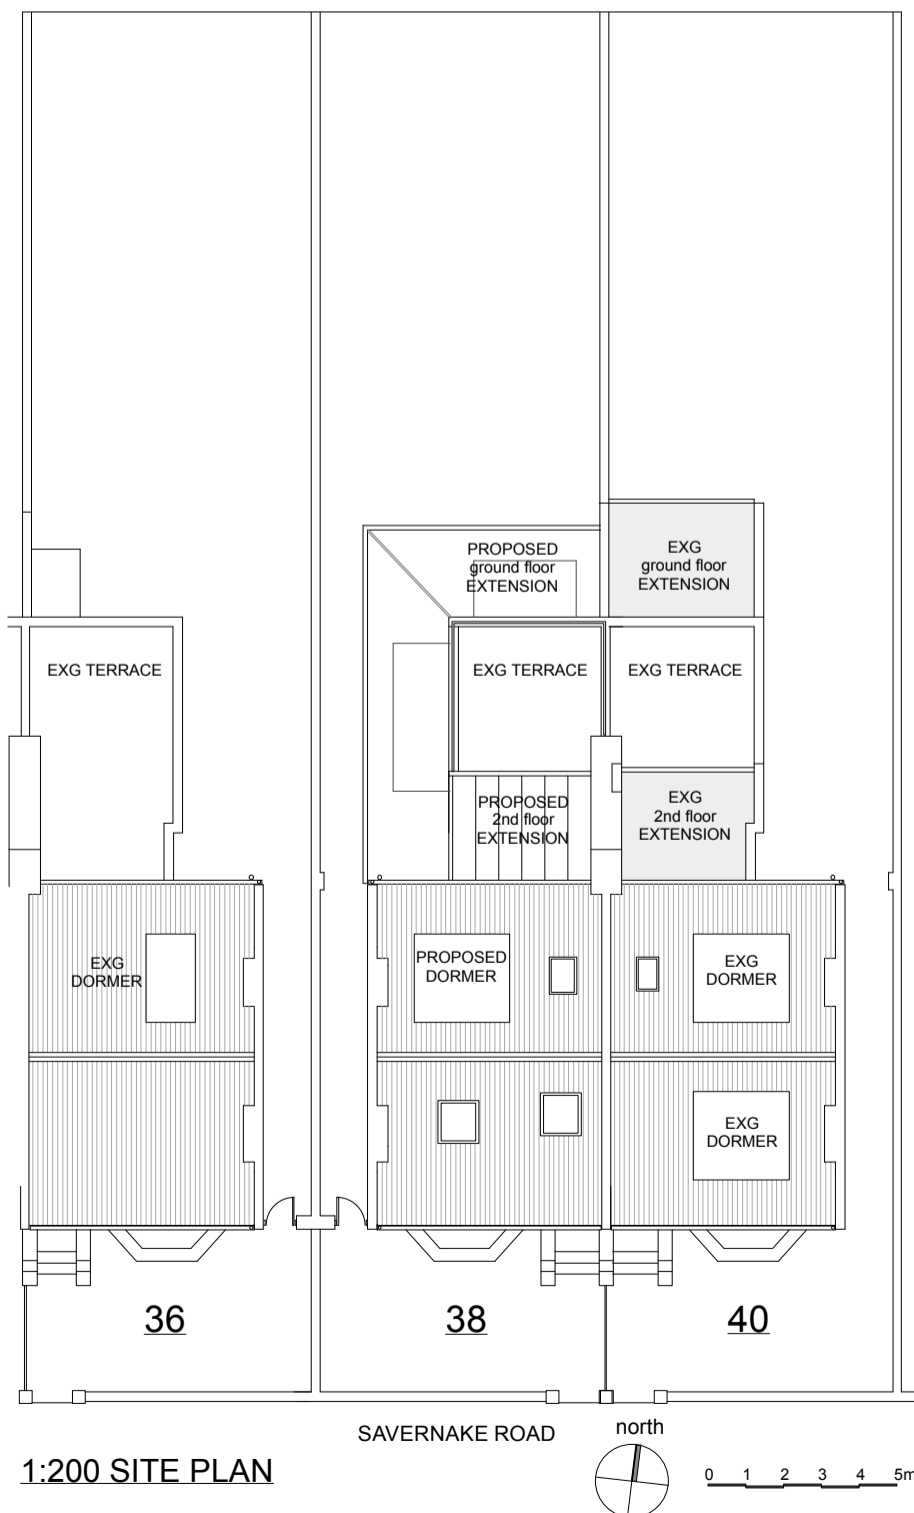 PROPOSED
ground floor
EXTENSION
EXG
ground floor
EXTENSION
EXG TERRACE
EXG TERRACE
EXG TERRACE
PROPOSED
2nd floor
EXTENSION
EXG
2nd floor
EXTENSION
EXG
DORMER
PROPOSED
DORMER
EXG
DORMER
EXG
DORMER
36
38
40
SAVERNAKE ROAD
north
1:200 SITE PLAN
0 1 2 3 4 5m